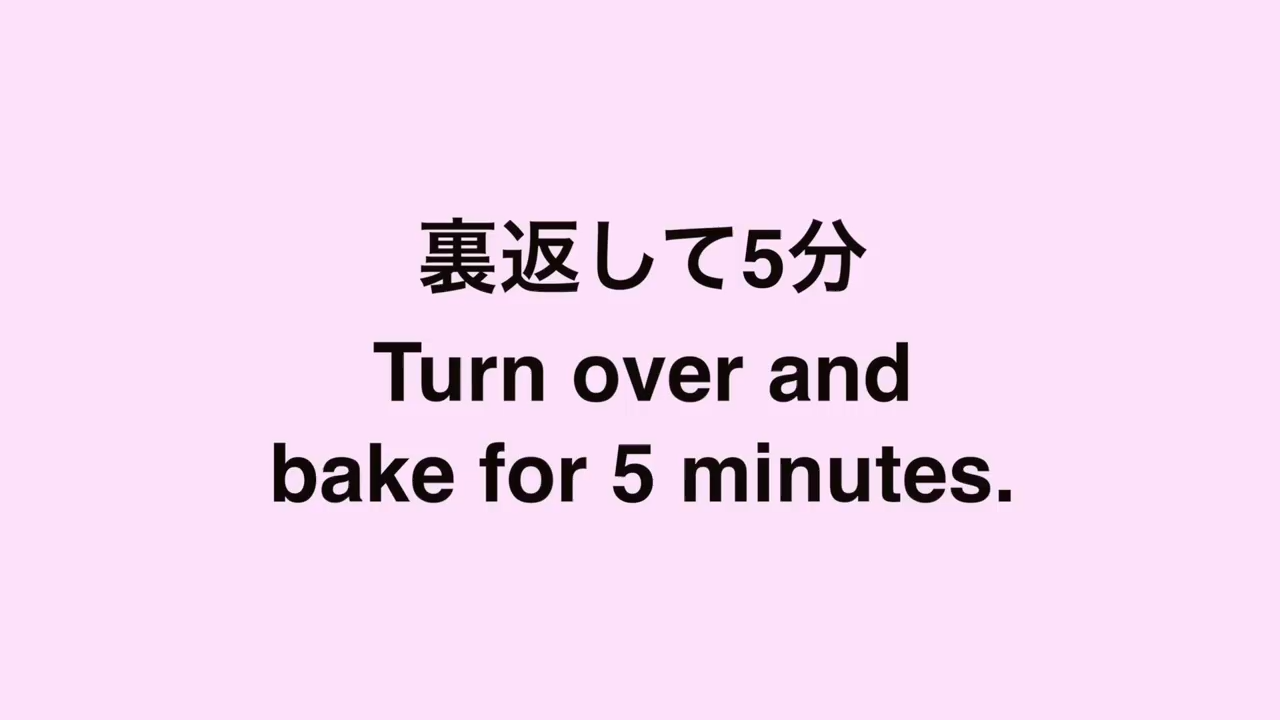 裏返して5分
Turn over and
bake for 5 minutes.